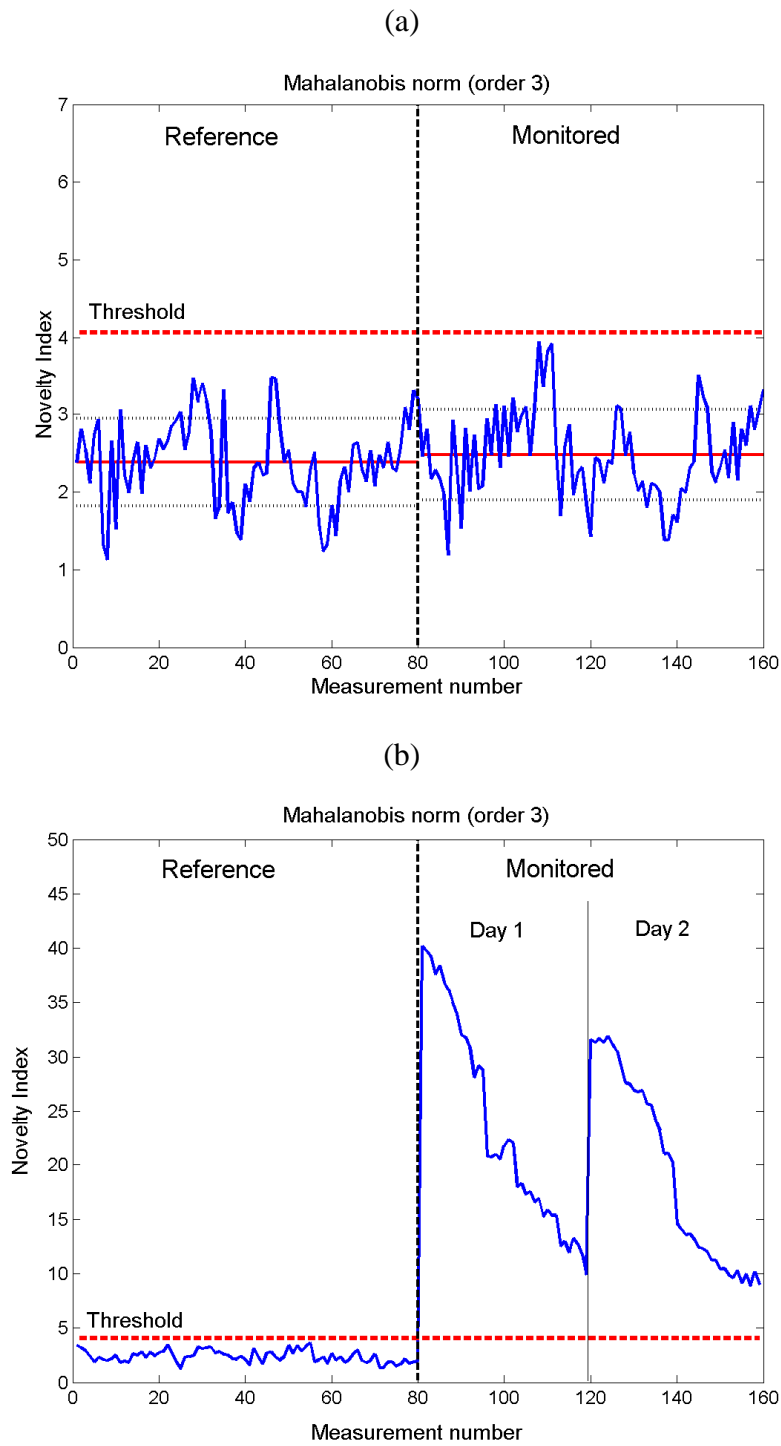 (a)
Mahalanobis norm (order 3)
7
Reference Monitored
6
5
Threshold
4
Novelty Index
3
2
1
0
0 20 40 60 80 100 120 140 160
Measurement number
(b)
Mahalanobis norm (order 3)
50
Reference Monitored
45
Day 1 Day 2
40
35
30
25
Novelty Index
20
15
10
Threshold
5
0
0 20 40 60 80 100 120 140 160
Measurement number